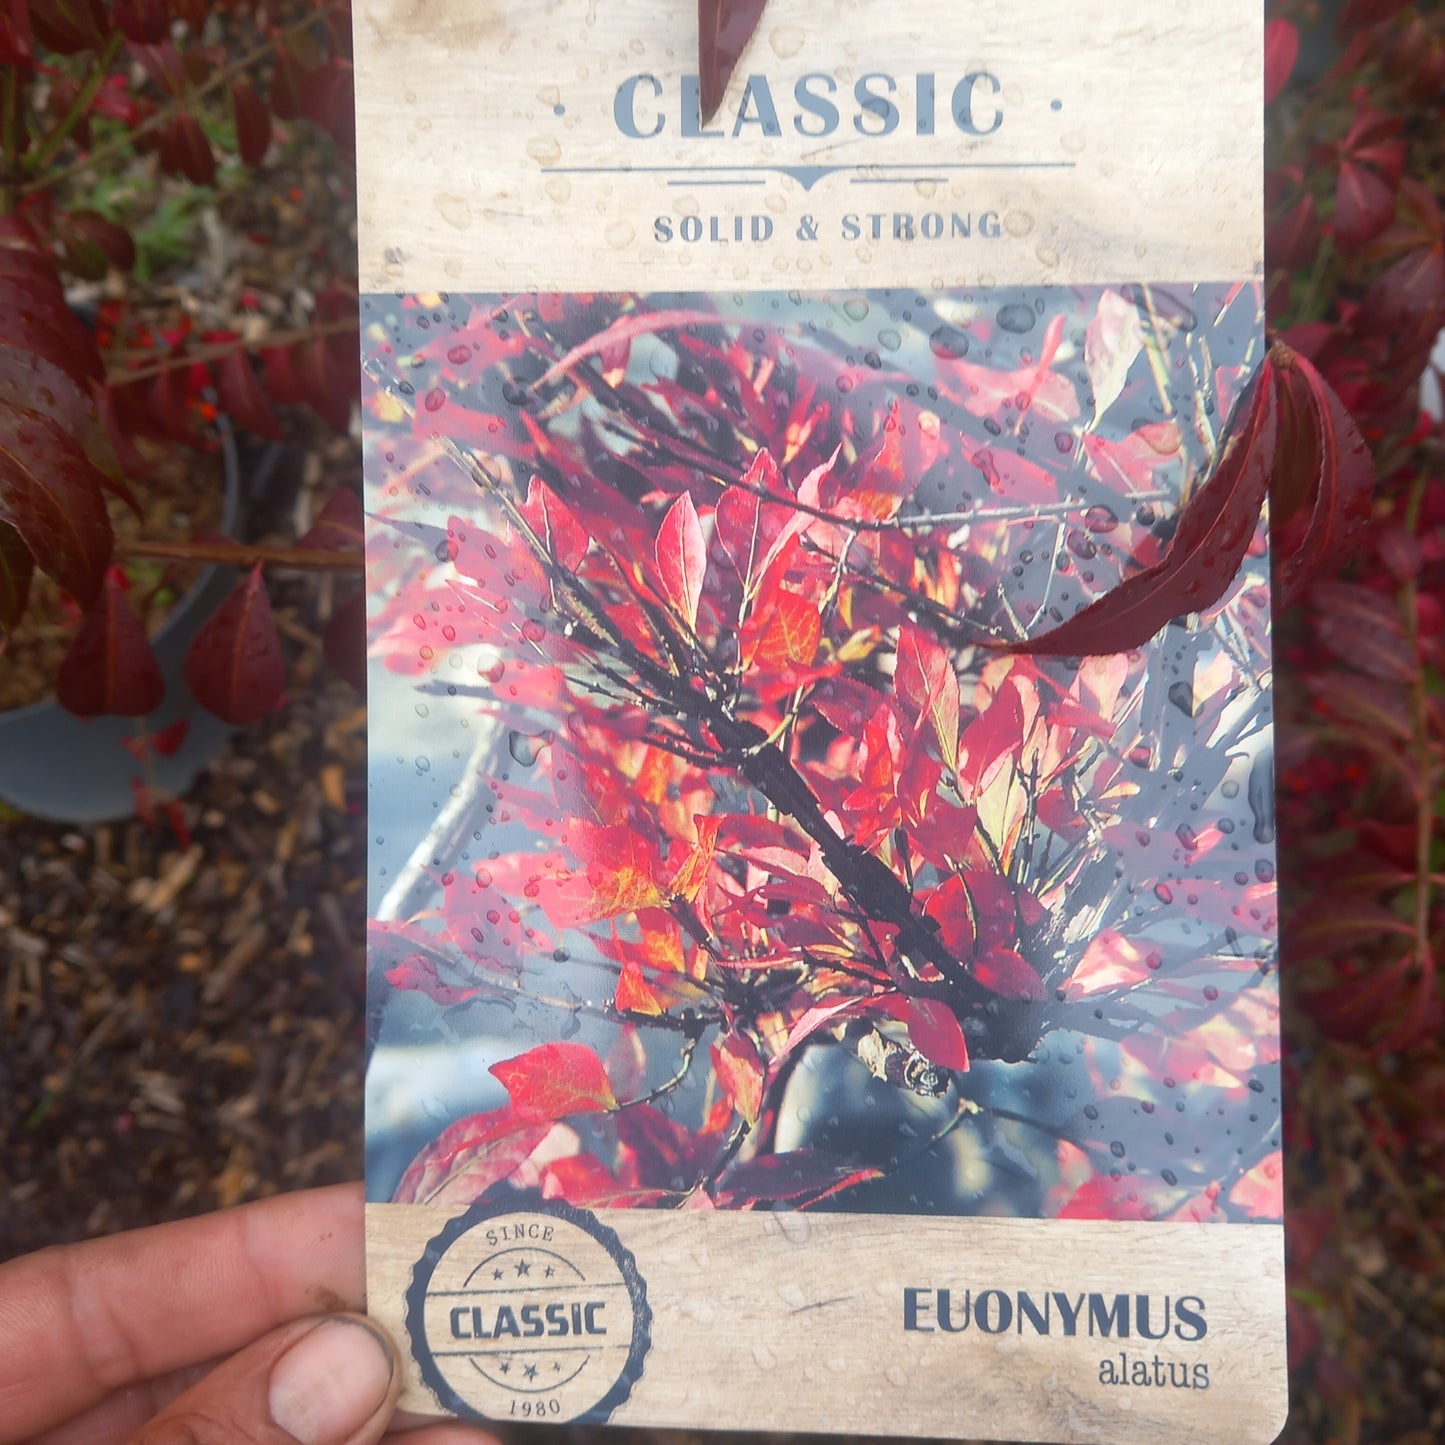 · CLASSIC ·
SOLID & STRONG
SINCE
CLASSIC
1980
EUONYMUS
alatus